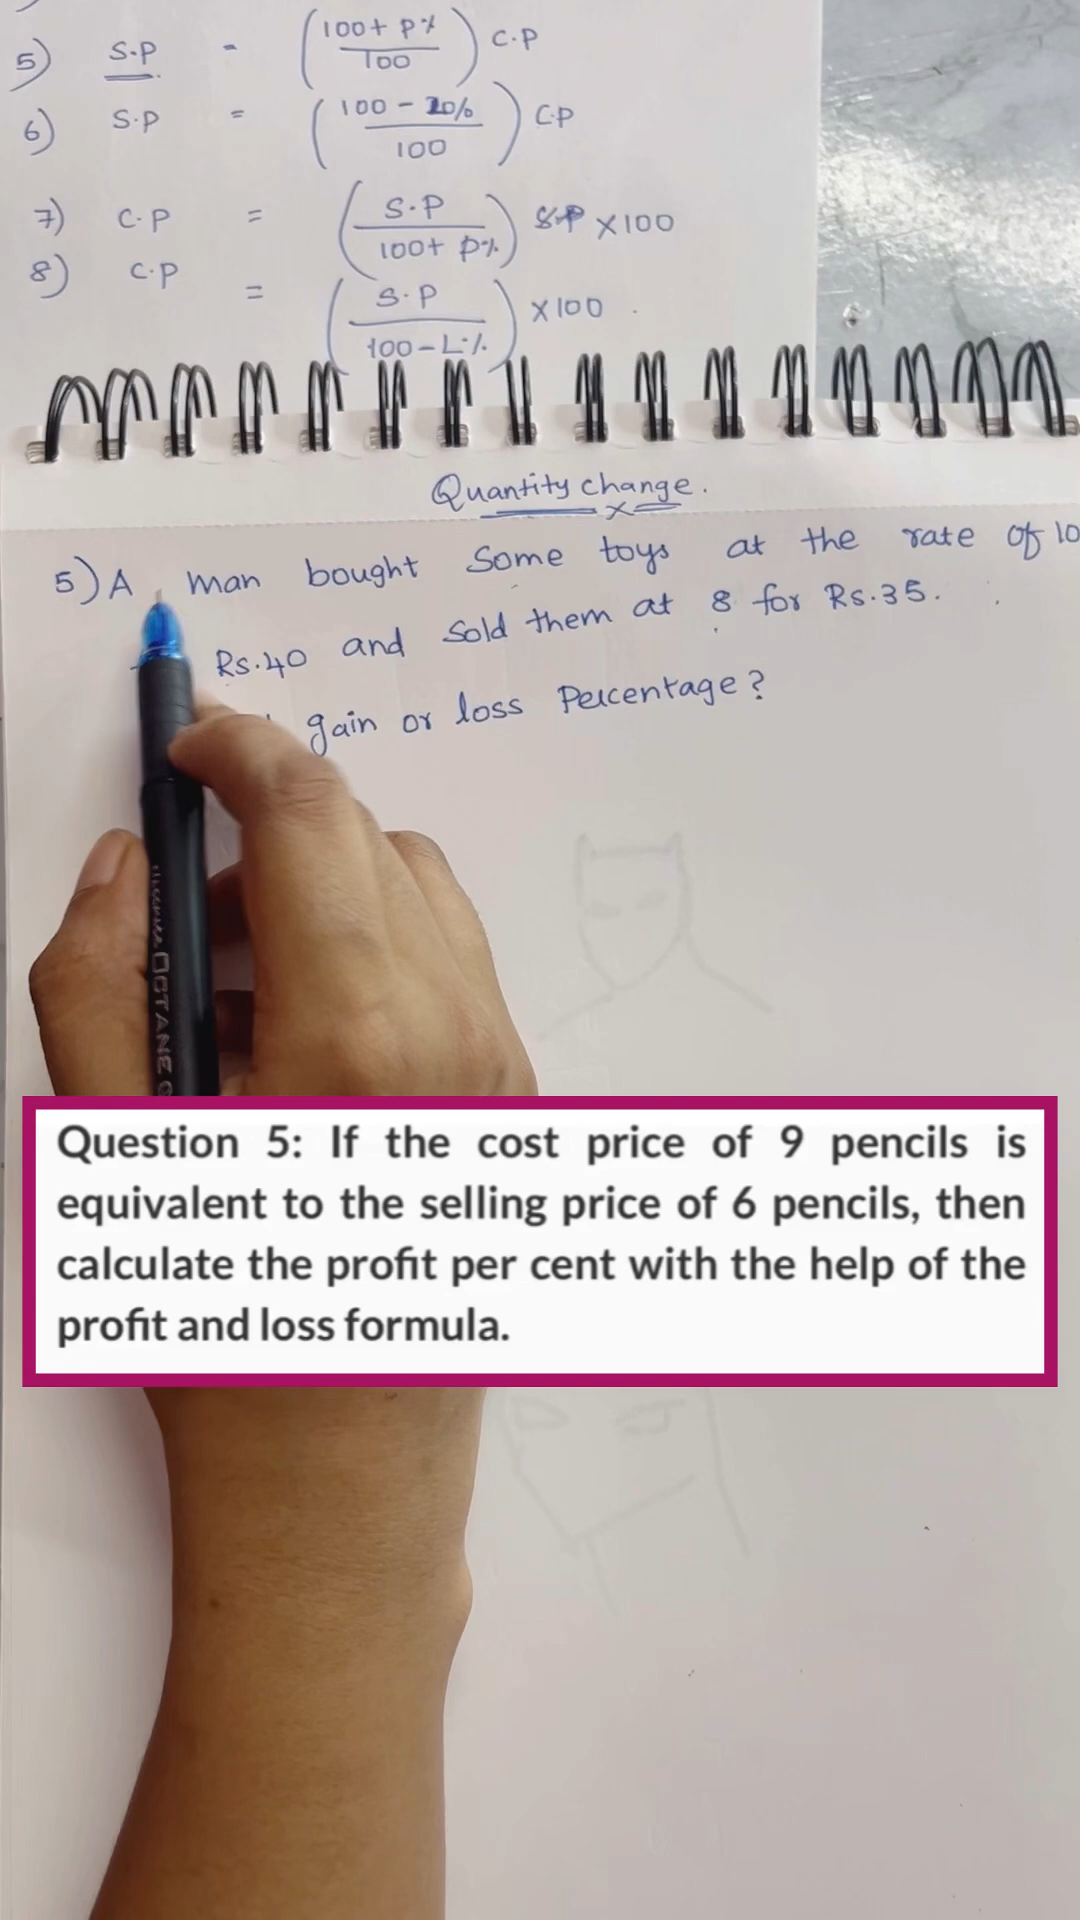 5) S.P = (100+ P% / 100) C.P
6) S.P = (100 - 20% / 100) C.P
7) C.P = (S.P / 100+ P%) S.P X100
8) C.P = (S.P / 100-L%) X100
Quantity change.
5) A man bought some toys at the rate of 10
Rs.40 and sold them at 8 for Rs.35.
gain or loss Percentage?
OCTANE
Question 5: If the cost price of 9 pencils is
equivalent to the selling price of 6 pencils, then
calculate the profit per cent with the help of the
profit and loss formula.